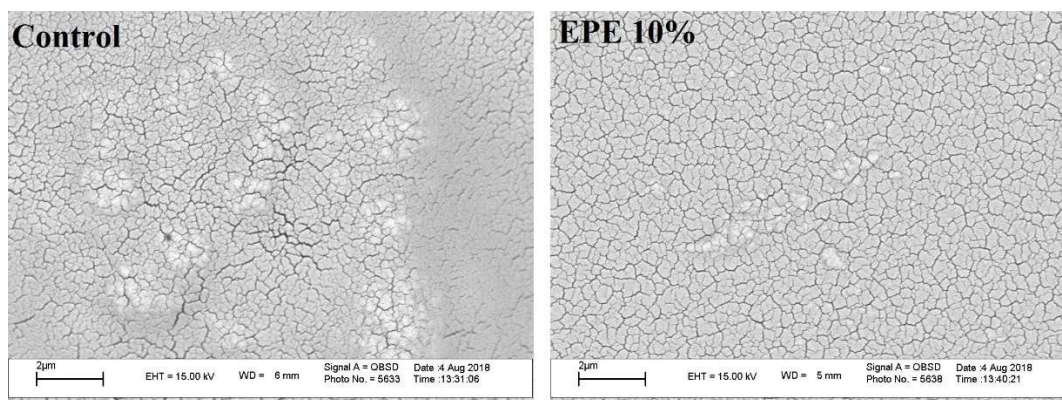 Control
EPE 10%
2µm
EHT = 15.00 kV
WD = 6 mm
Signal A = QBSD
Photo No. = 5633
Date :4 Aug 2018
Time :13:31:06
2µm
EHT = 15.00 kV
WD = 5 mm
Signal A = QBSD
Photo No. = 5638
Date :4 Aug 2018
Time :13:40:21